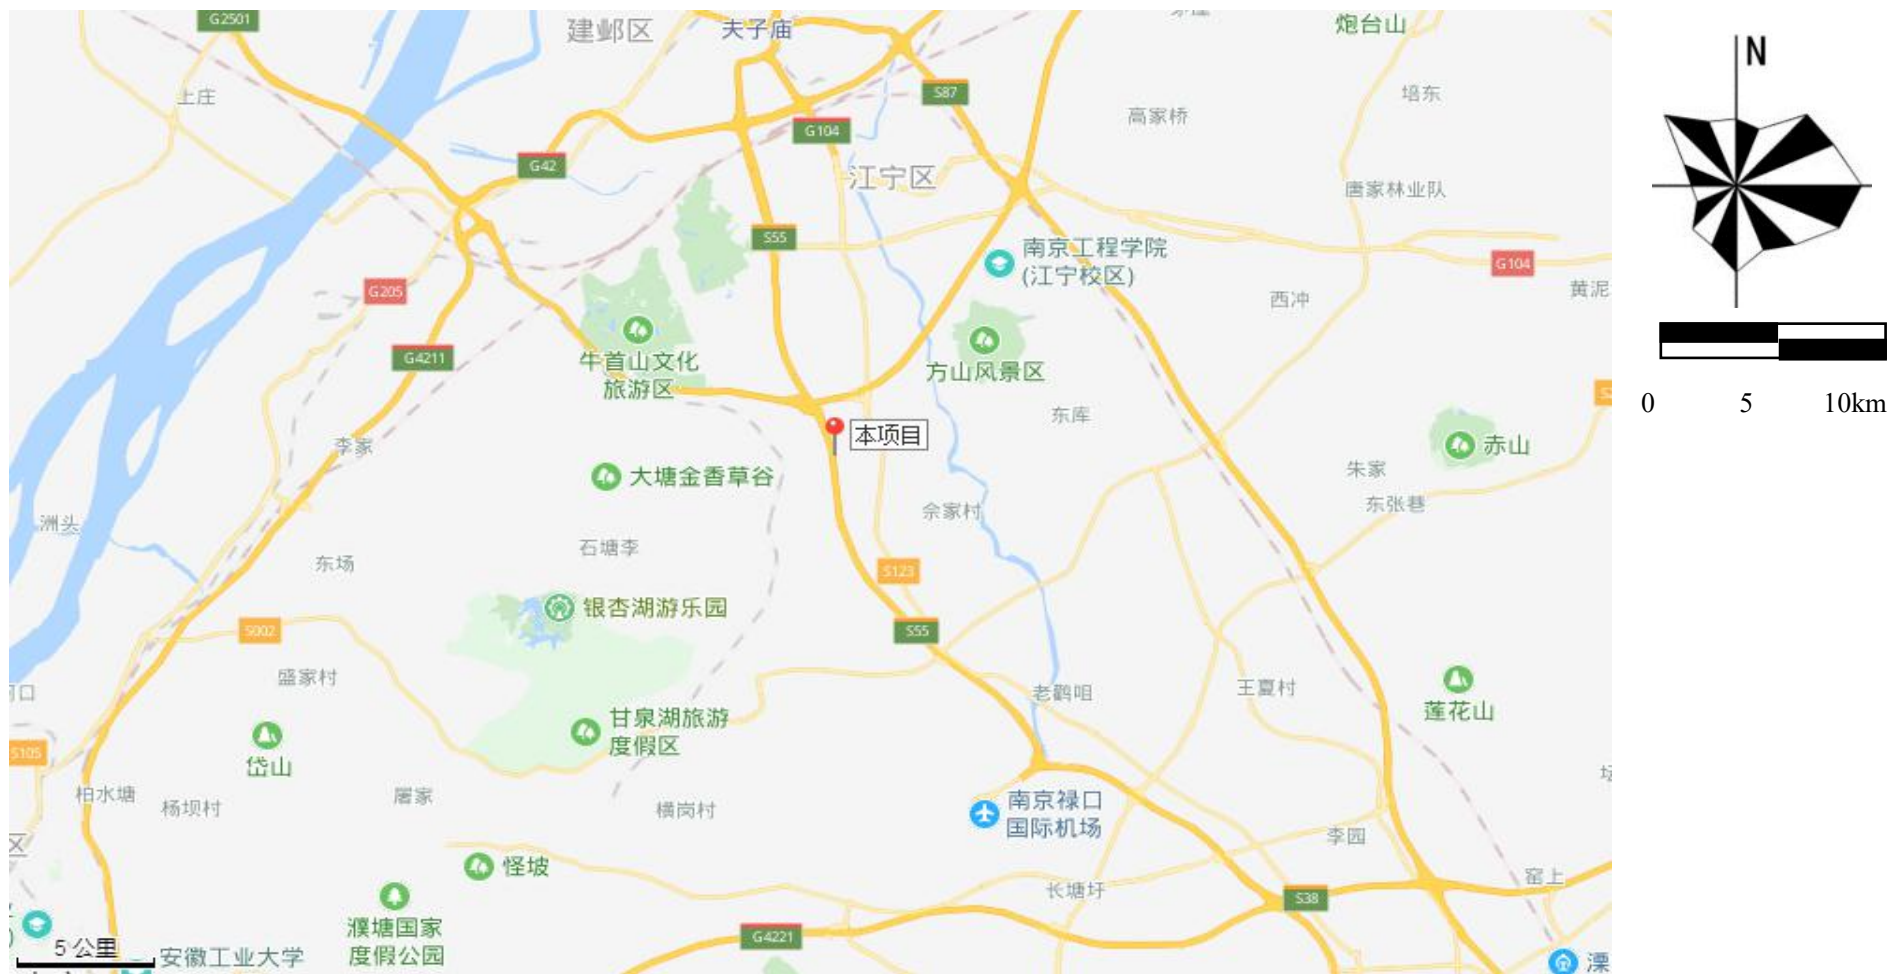 G2501
建邺区
夫子庙
炮台山
N
上庄
S87
培东
高家桥
G104
G42
江宁区
唐家林业队
S55
南京工程学院
(江宁校区)
G104
G205
西冲
黄泥
G4211
牛首山文化
旅游区
方山风景区
0 5 10km
东库
本项目
李家
赤山
大塘金香草谷
朱家
东张巷
洲头
佘家村
石塘李
东场
S123
银杏湖游乐园
S002
S55
盛家村
老鹳咀
王夏村
莲花山
甘泉湖旅游
度假区
S105
岱山
柏水塘
杨坝村
屠家
横岗村
南京禄口
国际机场
李园
怪坡
长塘圩
窑上
S38
濮塘国家
度假公园
G4221
5公里
安徽工业大学
溧